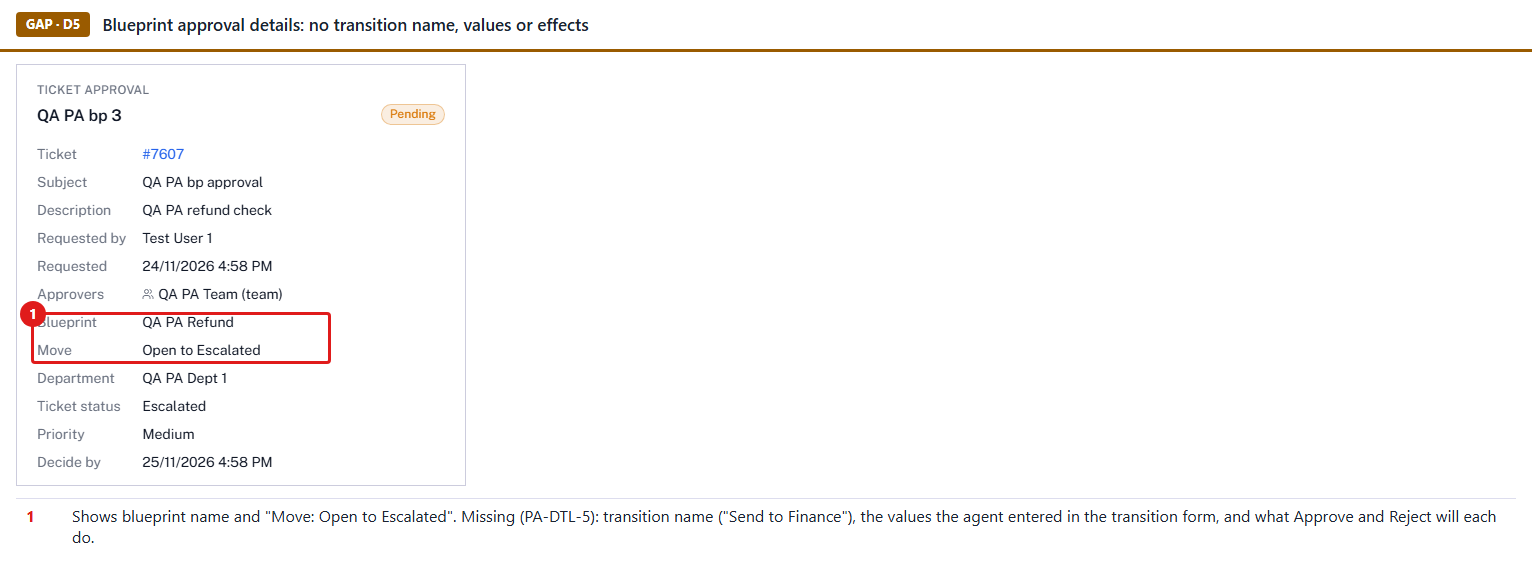 GAP · D5 Blueprint approval details: no transition name, values or effects
TICKET APPROVAL
QA PA bp 3 Pending
Ticket #7607
Subject QA PA bp approval
Description QA PA refund check
Requested by Test User 1
Requested 24/11/2026 4:58 PM
Approvers QA PA Team (team)
1
Blueprint QA PA Refund
Move Open to Escalated
Department QA PA Dept 1
Ticket status Escalated
Priority Medium
Decide by 25/11/2026 4:58 PM
1 Shows blueprint name and "Move: Open to Escalated". Missing (PA-DTL-5): transition name ("Send to Finance"), the values the agent entered in the transition form, and what Approve and Reject will each
do.